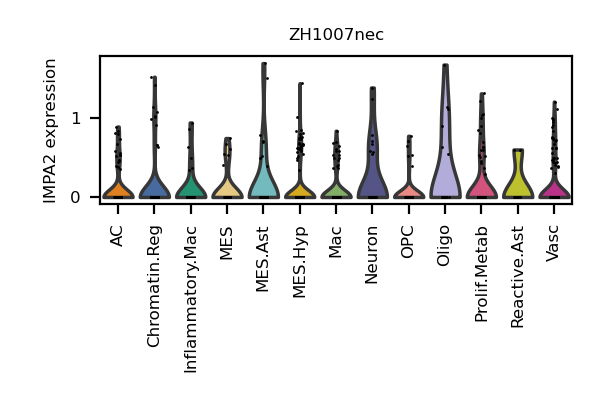 ZH1007nec
IMPA2 expression
1
0
AC
Chromatin.Reg
Inflammatory.Mac
MES
MES.Ast
MES.Hyp
Mac
Neuron
OPC
Oligo
Prolif.Metab
Reactive.Ast
Vasc